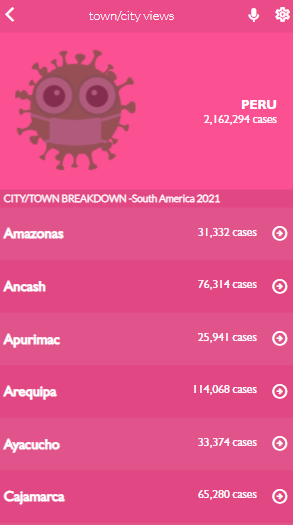 town/city views
PERU
2,162,294 cases
CITY/TOWN BREAKDOWN -South America 2021
Amazonas 31,332 cases
Ancash 76,314 cases
Apurimac 25,941 cases
Arequipa 114,068 cases
Ayacucho 33,374 cases
Cajamarca 65,280 cases